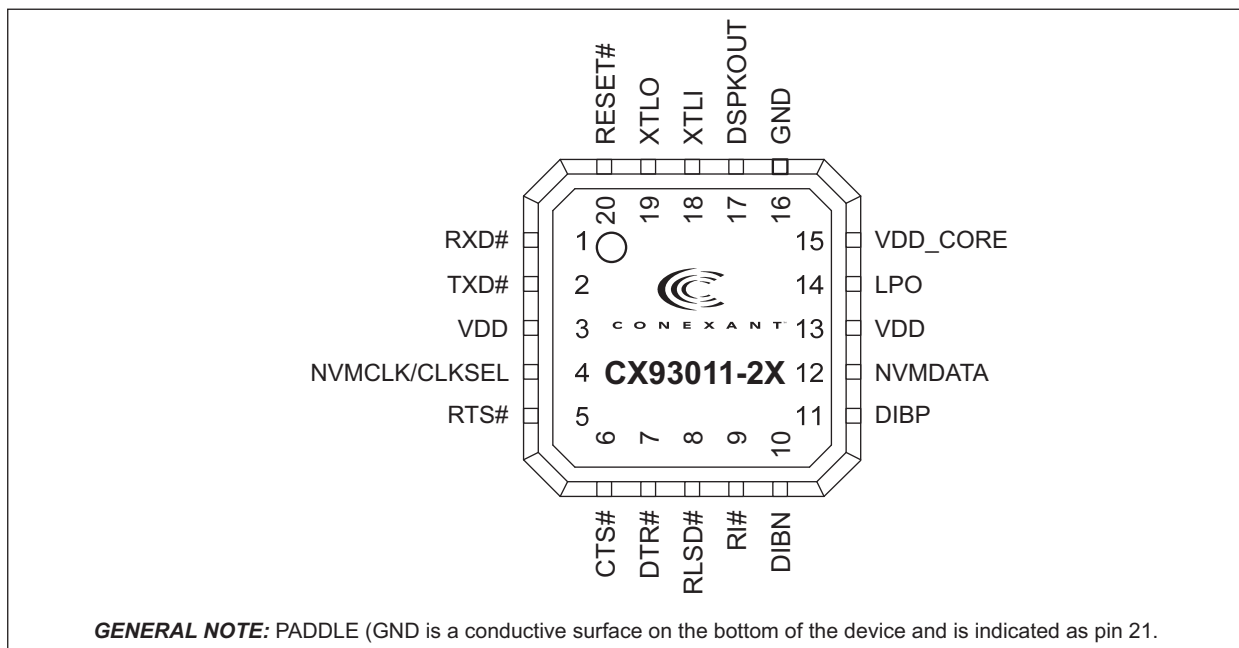 RESET#
XTLO
XTLI
DSPKOUT
GND
20
19
18
17
16
RXD# 1
15 VDD_CORE
TXD# 2
14 LPO
VDD 3
CONEXANT™
13 VDD
NVMCLK/CLKSEL 4
CX93011-2X
12 NVMDATA
RTS# 5
11 DIBP
6
7
8
9
10
CTS#
DTR#
RLSD#
RI#
DIBN
GENERAL NOTE: PADDLE (GND is a conductive surface on the bottom of the device and is indicated as pin 21.